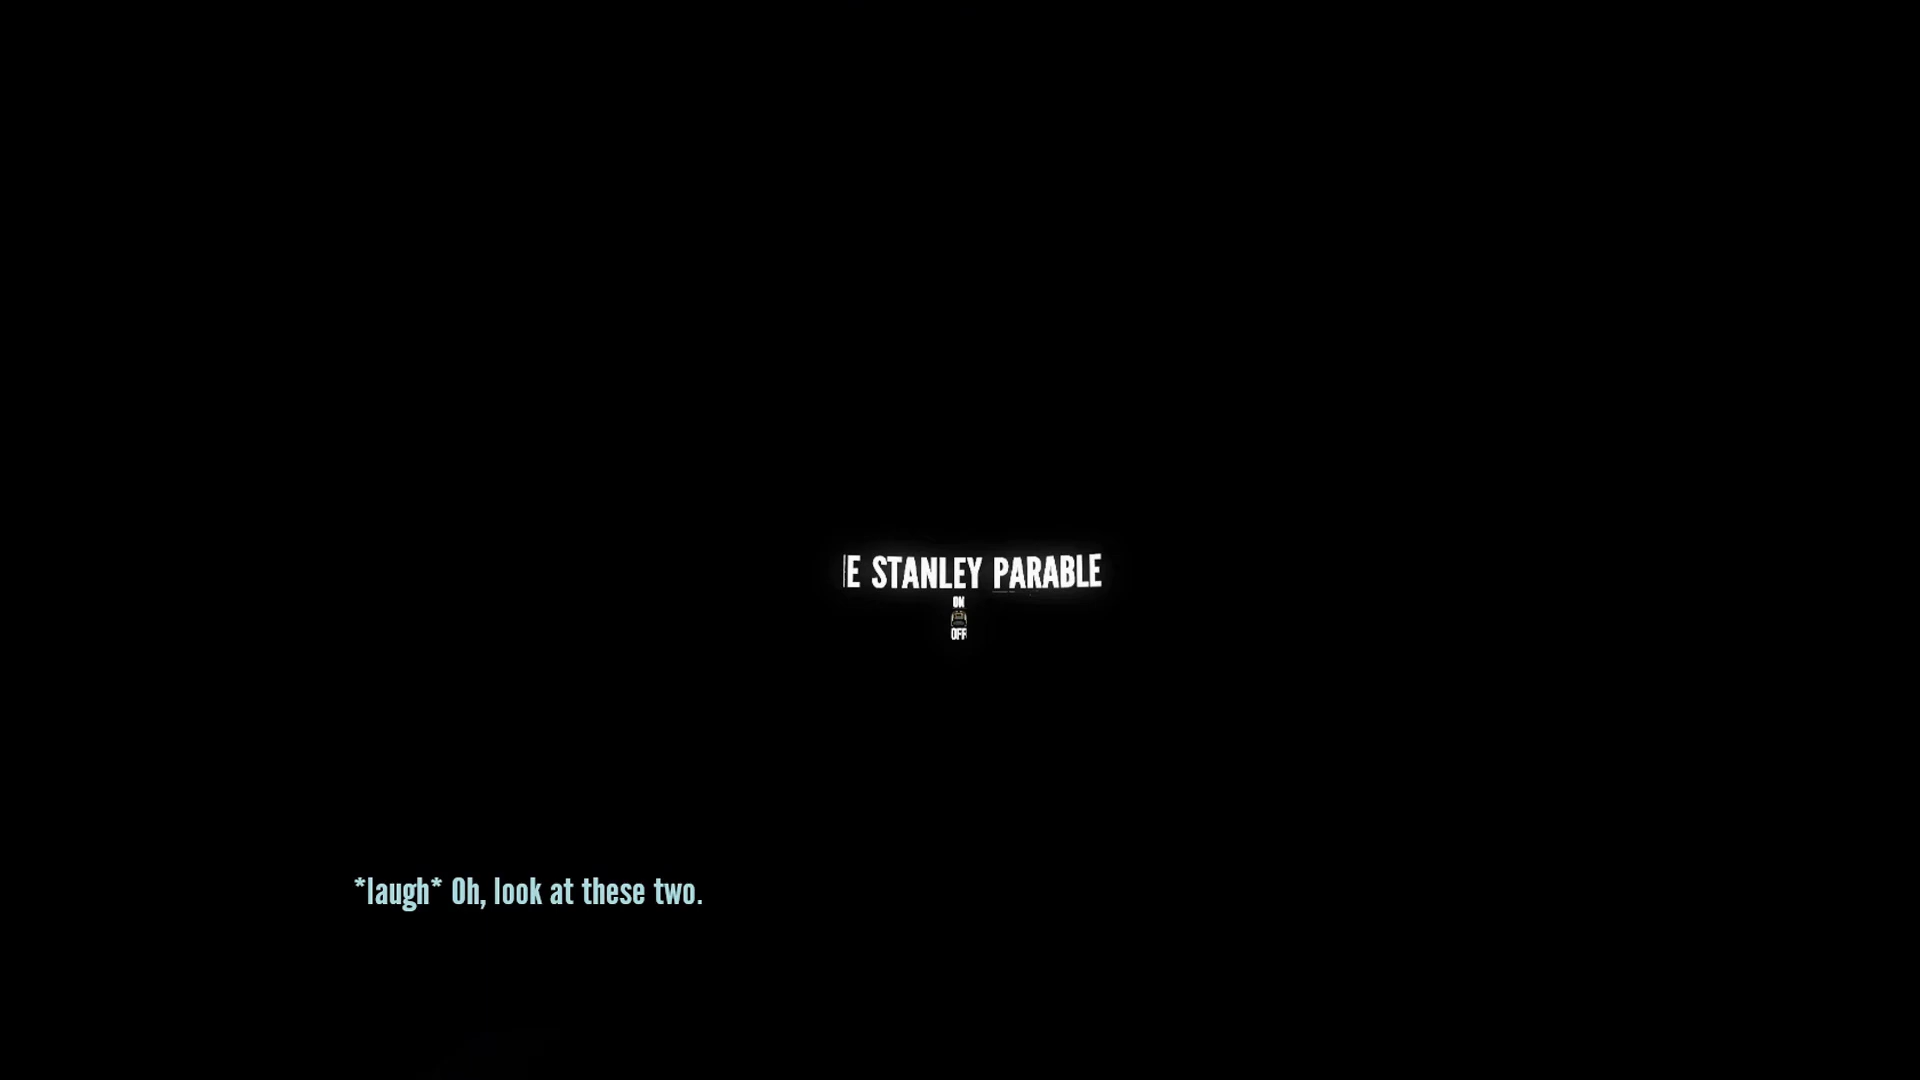 E STANLEY PARABLE
ON
OFF
*laugh* Oh, look at these two.